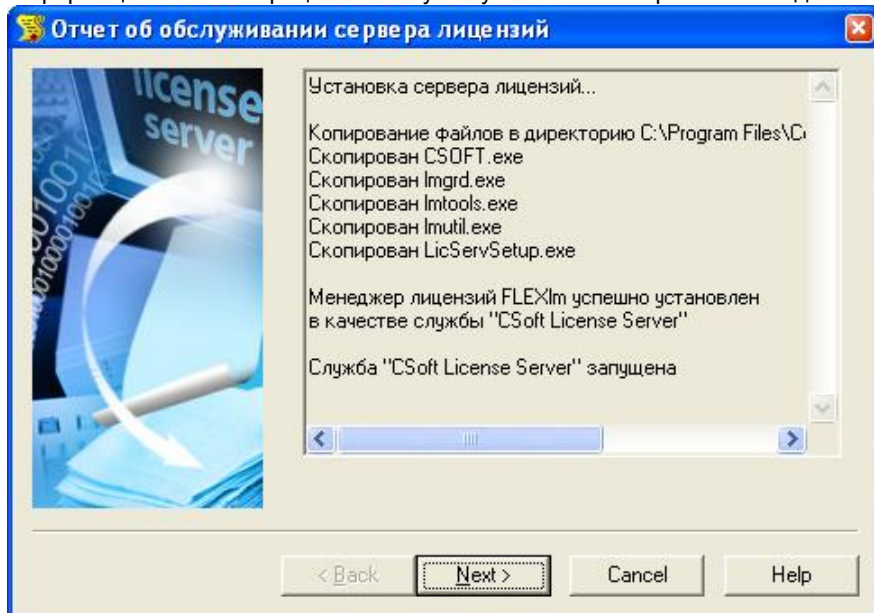 Отчет об обслуживании сервера лицензий
license
server
Установка сервера лицензий...
Копирование файлов в директорию C:\Program Files\
Скопирован CSOFT.exe
Скопирован lmgrd.exe
Скопирован lmtools.exe
Скопирован lmutil.exe
Скопирован LicServSetup.exe
Менеджер лицензий FLEXlm успешно установлен
в качестве службы "CSoft License Server"
Служба "CSoft License Server" запущена
< Back
Next >
Cancel
Help